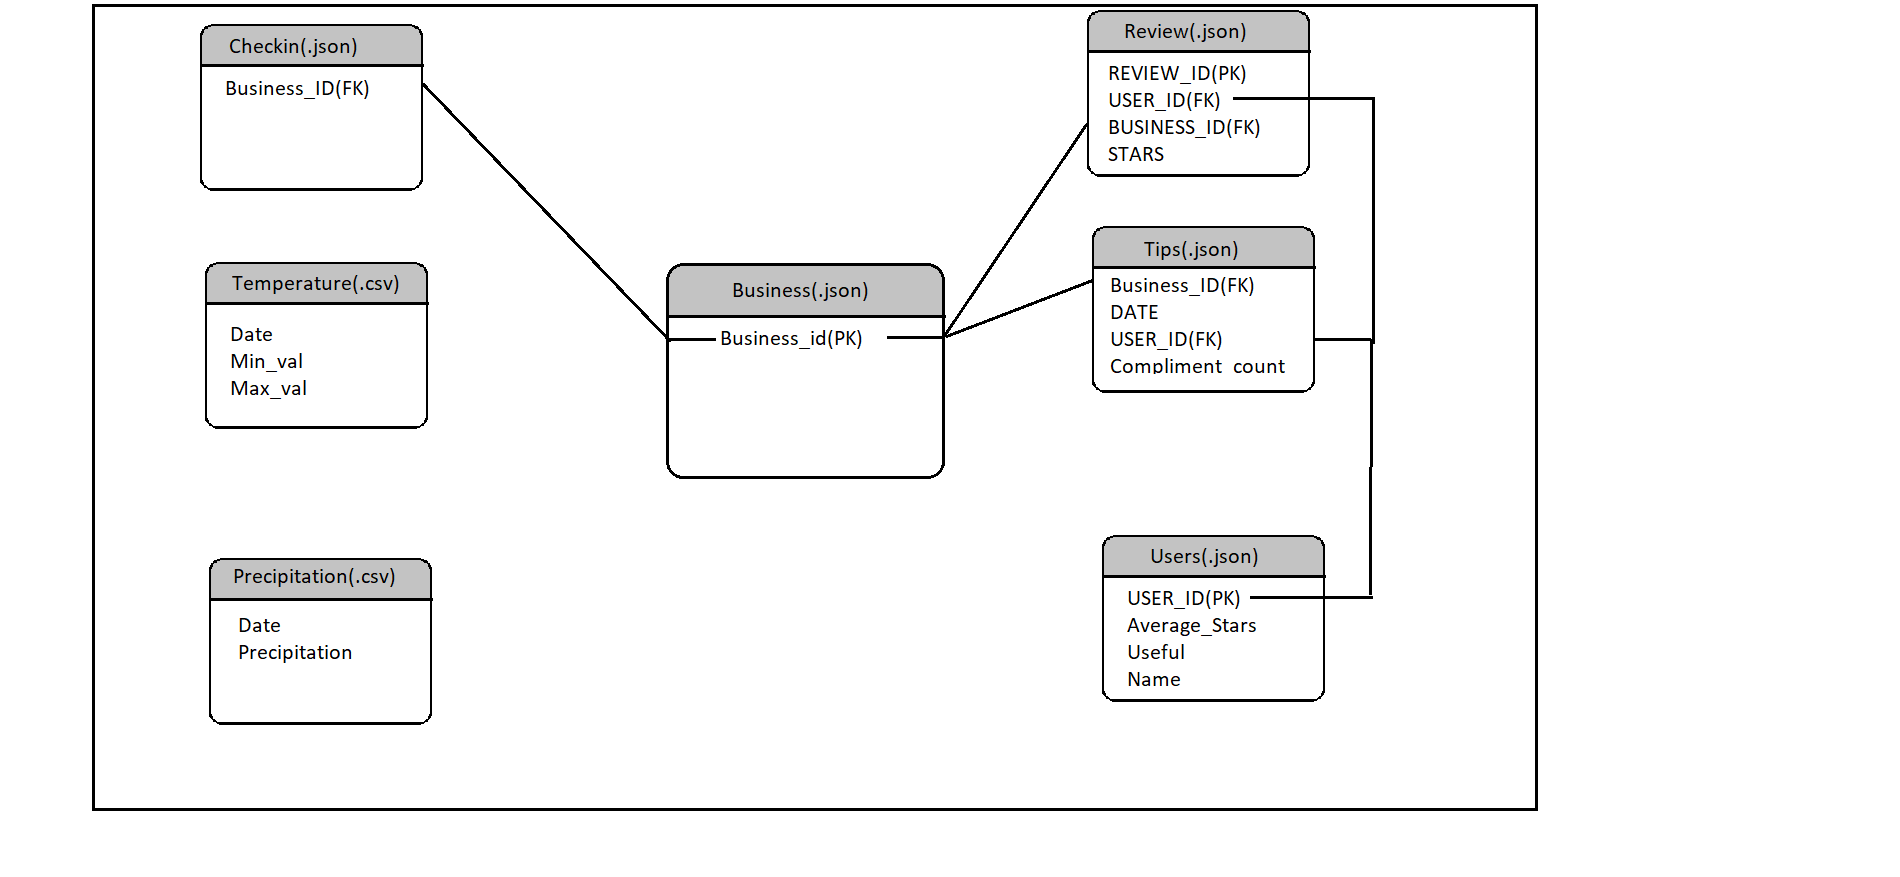 Checkin(.json)
Business_ID(FK)
Temperature(.csv)
Date
Min_val
Max_val
Precipitation(.csv)
Date
Precipitation
Business(.json)
Business_id(PK)
Review(.json)
REVIEW_ID(PK)
USER_ID(FK)
BUSINESS_ID(FK)
STARS
Tips(.json)
Business_ID(FK)
DATE
USER_ID(FK)
Compliment_count
Users(.json)
USER_ID(PK)
Average_Stars
Useful
Name